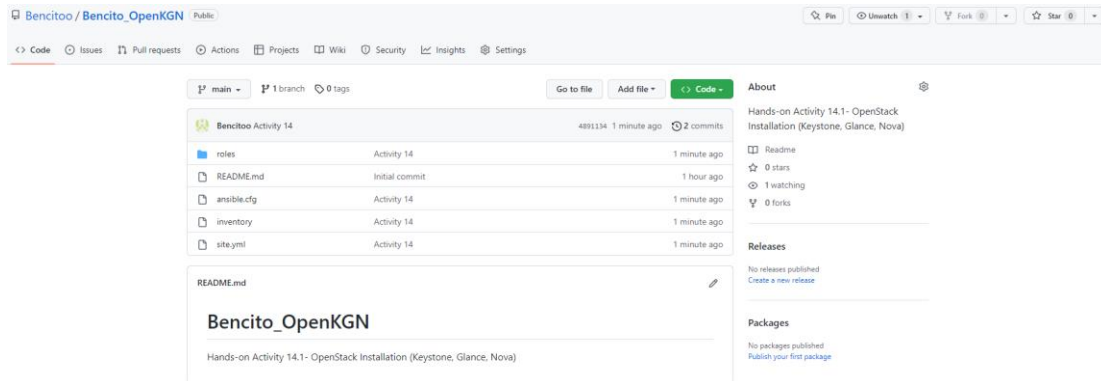 Bencitoo / Bencito_OpenKGN Public
Pin Unwatch 1 Fork 0 Star 0
<> Code Issues Pull requests Actions Projects Wiki Security Insights Settings
main 1 branch 0 tags Go to file Add file <> Code
Bencitoo Activity 14 4891134 1 minute ago 2 commits
roles Activity 14 1 minute ago
README.md Initial commit 1 hour ago
ansible.cfg Activity 14 1 minute ago
inventory Activity 14 1 minute ago
site.yml Activity 14 1 minute ago
README.md
Bencito_OpenKGN
Hands-on Activity 14.1- OpenStack Installation (Keystone, Glance, Nova)
About
Hands-on Activity 14.1- OpenStack
Installation (Keystone, Glance, Nova)
Readme
0 stars
1 watching
0 forks
Releases
No releases published
Create a new release
Packages
No packages published
Publish your first package